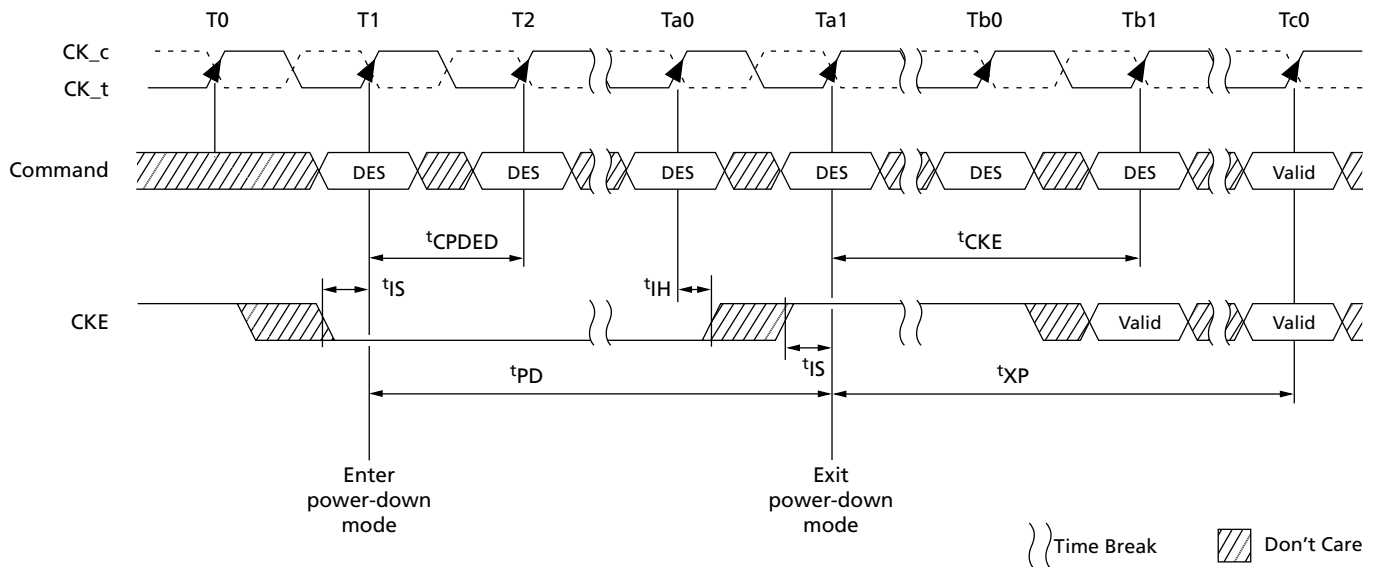 T0 T1 T2 Ta0 Ta1 Tb0 Tb1 Tc0
CK_c
CK_t
Command DES DES DES DES DES DES Valid
tCPDED tCKE
tIS tIH
CKE Valid Valid
tIS
tPD tXP
Enter
power-down
mode
Exit
power-down
mode
Time Break Don't Care